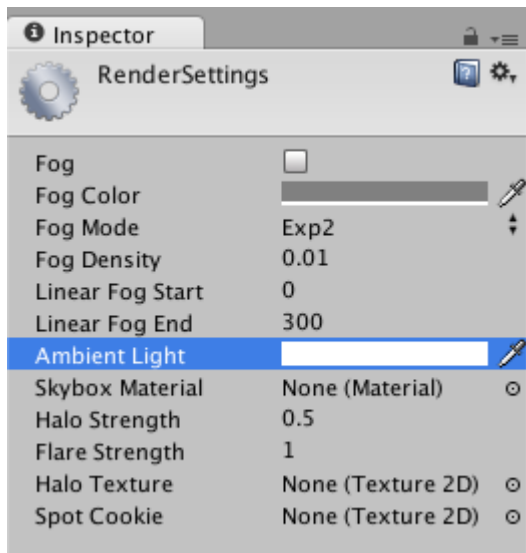 Inspector
RenderSettings
Fog
Fog Color
Fog Mode Exp2
Fog Density 0.01
Linear Fog Start 0
Linear Fog End 300
Ambient Light
Skybox Material None (Material)
Halo Strength 0.5
Flare Strength 1
Halo Texture None (Texture 2D)
Spot Cookie None (Texture 2D)